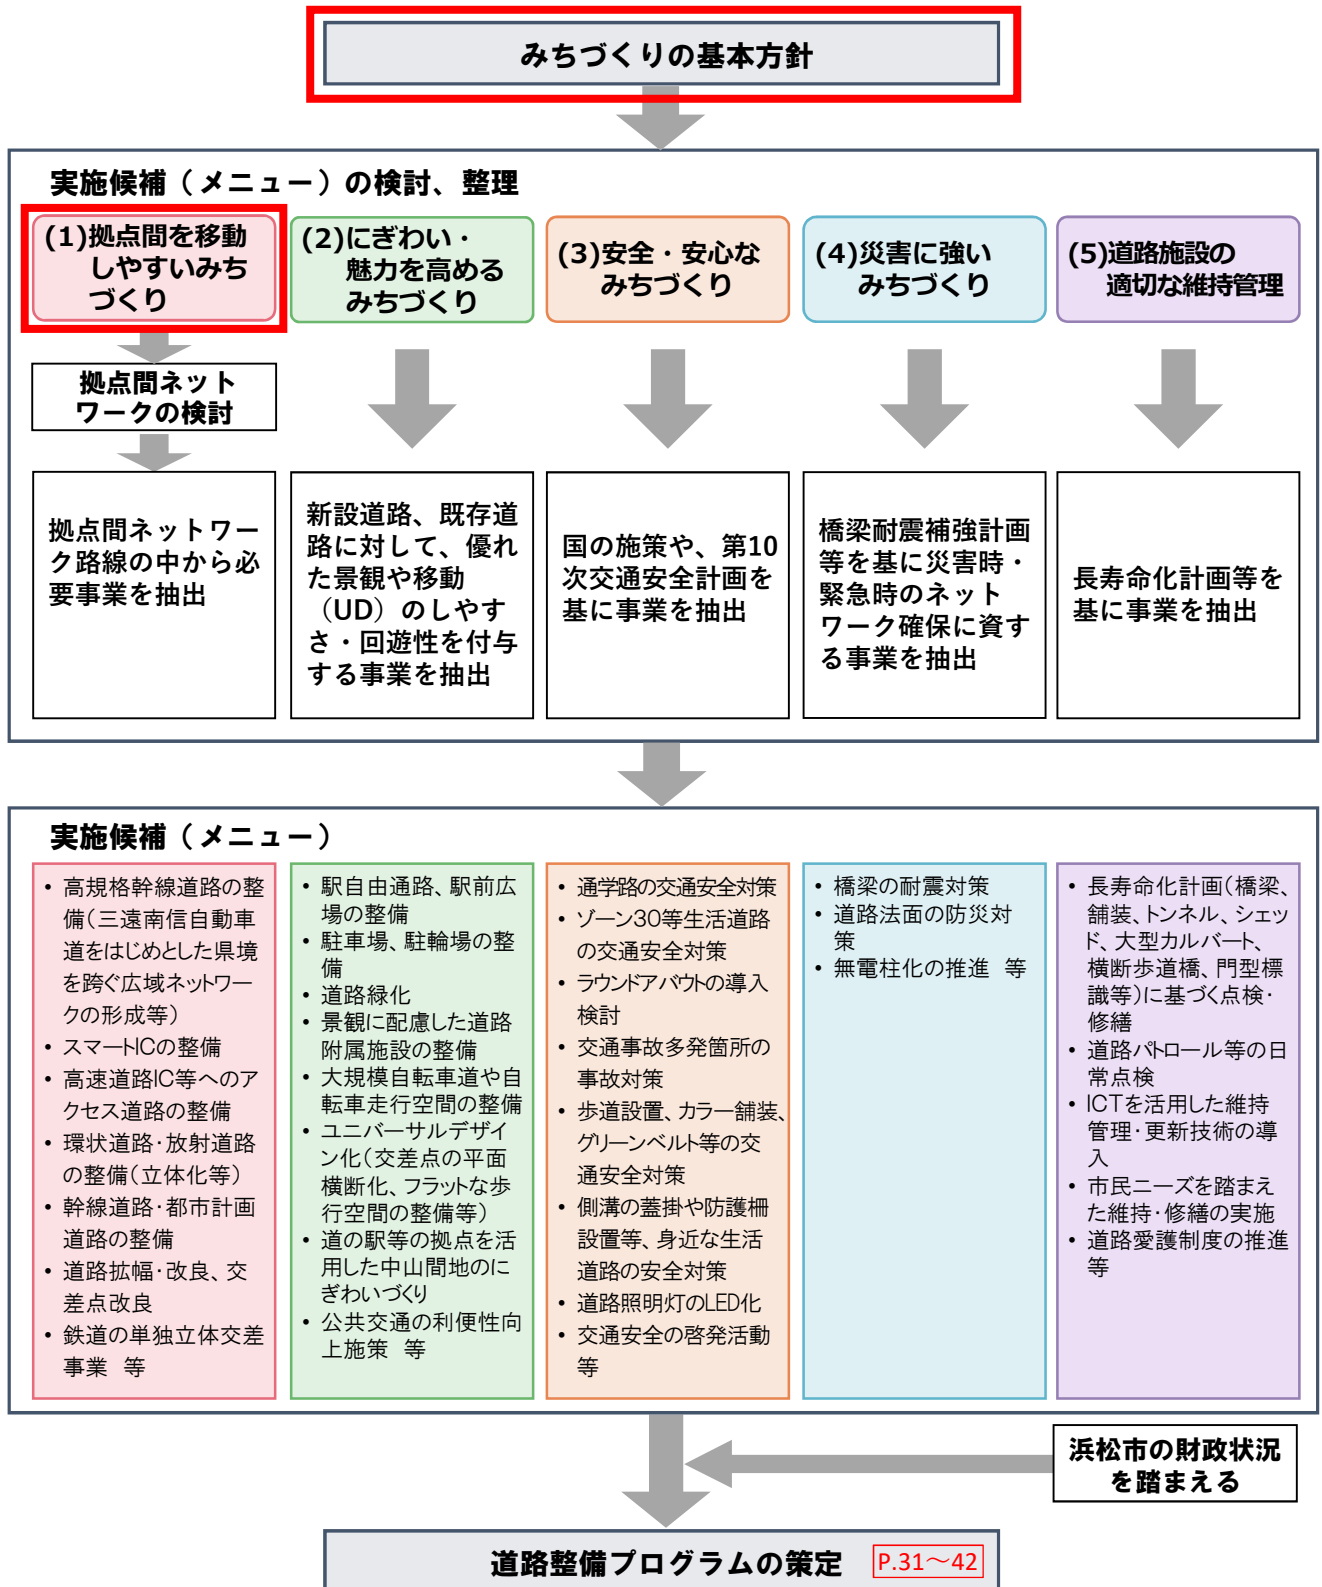 みちづくりの基本方針
実施候補（メニュー）の検討、整理
(1)拠点間を移動
しやすいみち
づくり
(2)にぎわい・
魅力を高める
みちづくり
(3)安全・安心な
みちづくり
(4)災害に強い
みちづくり
(5)道路施設の
適切な維持管理
拠点間ネット
ワークの検討
拠点間ネットワー
ク路線の中から必
要事業を抽出
新設道路、既存道
路に対して、優れ
た景観や移動
（UD）のしやす
さ・回遊性を付与
する事業を抽出
国の施策や、第10
次交通安全計画を
基に事業を抽出
橋梁耐震補強計画
等を基に災害時・
緊急時のネット
ワーク確保に資す
る事業を抽出
長寿命化計画等を
基に事業を抽出
実施候補（メニュー）
• 高規格幹線道路の整
備（三遠南信自動車
道をはじめとした県境
を跨ぐ広域ネットワー
クの形成等）
• スマートICの整備
• 高速道路IC等へのア
クセス道路の整備
• 環状道路・放射道路
の整備（立体化等）
• 幹線道路・都市計画
道路の整備
• 道路拡幅・改良、交
差点改良
• 鉄道の単独立体交差
事業　等
• 駅自由通路、駅前広
場の整備
• 駐車場、駐輪場の整
備
• 道路緑化
• 景観に配慮した道路
附属施設の整備
• 大規模自転車道や自
転車走行空間の整備
• ユニバーサルデザイ
ン化（交差点の平面
横断化、フラットな歩
行空間の整備等）
• 道の駅等の拠点を活
用した中山間地のに
ぎわいづくり
• 公共交通の利便性向
上施策　等
• 通学路の交通安全対策
• ゾーン30等生活道路
の交通安全対策
• ラウンドアバウトの導入
検討
• 交通事故多発箇所の
事故対策
• 歩道設置、カラー舗装、
グリーンベルト等の交
通安全対策
• 側溝の蓋掛や防護柵
設置等、身近な生活
道路の安全対策
• 道路照明灯のLED化
• 交通安全の啓発活動
等
• 橋梁の耐震対策
• 道路法面の防災対
策
• 無電柱化の推進　等
• 長寿命化計画（橋梁、
舗装、トンネル、シェッ
ド、大型カルバート、
横断歩道橋、門型標
識等）に基づく点検・
修繕
• 道路パトロール等の日
常点検
• ICTを活用した維持
管理・更新技術の導
入
• 市民ニーズを踏まえ
た維持・修繕の実施
• 道路愛護制度の推進
等
浜松市の財政状況
を踏まえる
道路整備プログラムの策定 P.31～42